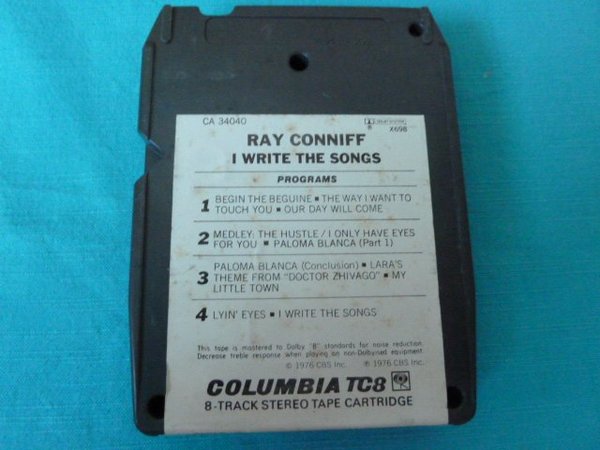 CA 34040
X698
RAY CONNIFF
I WRITE THE SONGS
PROGRAMS
1 BEGIN THE BEGUINE ▪ THE WAY I WANT TO
TOUCH YOU ▪ OUR DAY WILL COME
2 MEDLEY: THE HUSTLE / I ONLY HAVE EYES
FOR YOU ▪ PALOMA BLANCA (Part 1)
PALOMA BLANCA (Conclusion) ▪ LARA'S
3 THEME FROM "DOCTOR ZHIVAGO" ▪ MY
LITTLE TOWN
4 LYIN' EYES ▪ I WRITE THE SONGS
This tape is mastered to Dolby "B" standards for noise reduction.
Decrease treble response when playing on non-Dolbyised equipment.
© 1976 CBS Inc. ℗ 1976 CBS Inc.
COLUMBIA TC8
8-TRACK STEREO TAPE CARTRIDGE